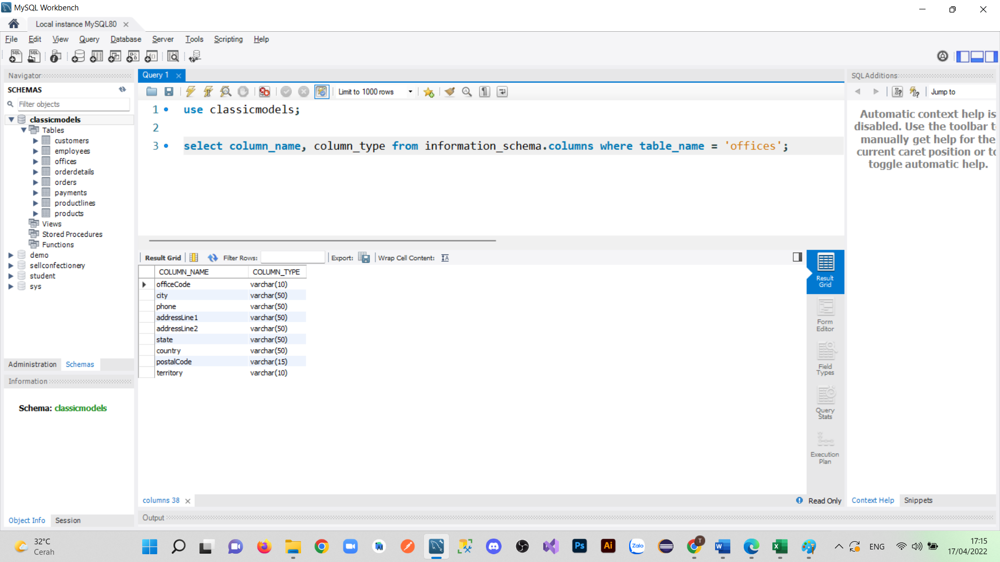 MySQL Workbench
Local instance MySQL80
File Edit View Query Database Server Tools Scripting Help
Navigator
SCHEMAS
Filter objects
classicmodels
Tables
customers
employees
offices
orderdetails
orders
payments
productlines
products
Views
Stored Procedures
Functions
demo
sellconfectionery
student
sys
Administration Schemas
Information
Schema: classicmodels
Object Info Session
Query 1
Limit to 1000 rows
1 use classicmodels;
2
3 select column_name, column_type from information_schema.columns where table_name = 'offices';
Result Grid Filter Rows: Export: Wrap Cell Content:
COLUMN_NAME COLUMN_TYPE
officeCode varchar(10)
city varchar(50)
phone varchar(50)
addressLine1 varchar(50)
addressLine2 varchar(50)
state varchar(50)
country varchar(50)
postalCode varchar(15)
territory varchar(10)
Result
Grid
Form
Editor
Field
Types
Query
Stats
Execution
Plan
columns 38
Read Only
Output
SQLAdditions
Jump to
Automatic context help is
disabled. Use the toolbar t
manually get help for the
current caret position or to
toggle automatic help.
Context Help Snippets
32°C
Cerah
Ps
Ai
Zalo
T
W
X
ENG
17:15
17/04/2022